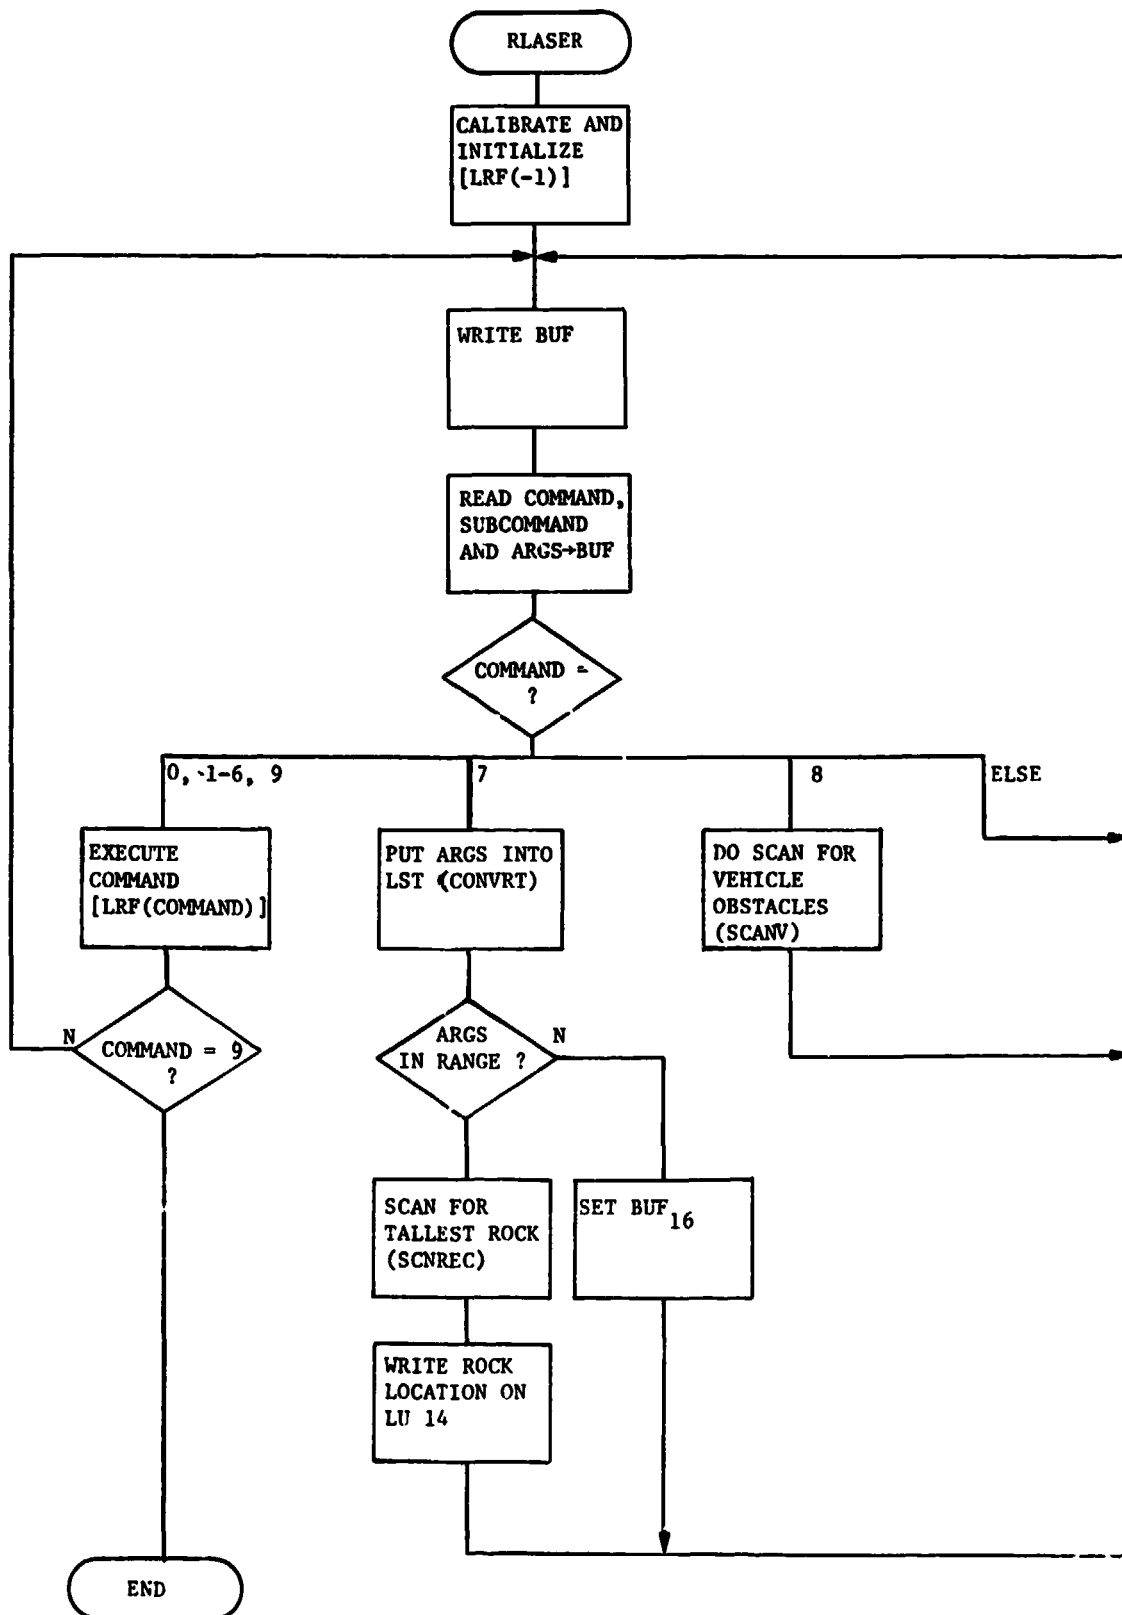 RLASER
CALIBRATE AND
INITIALIZE
[LRF(-1)]
WRITE BUF
READ COMMAND,
SUBCOMMAND
AND ARGS→BUF
COMMAND =
?
0, -1-6, 9
7
8
ELSE
EXECUTE
COMMAND
[LRF(COMMAND)]
PUT ARGS INTO
LST (CONVRT)
DO SCAN FOR
VEHICLE
OBSTACLES
(SCANV)
N
COMMAND = 9
?
ARGS
IN RANGE ?
N
SCAN FOR
TALLEST ROCK
(SCNREC)
SET BUF16
WRITE ROCK
LOCATION ON
LU 14
END